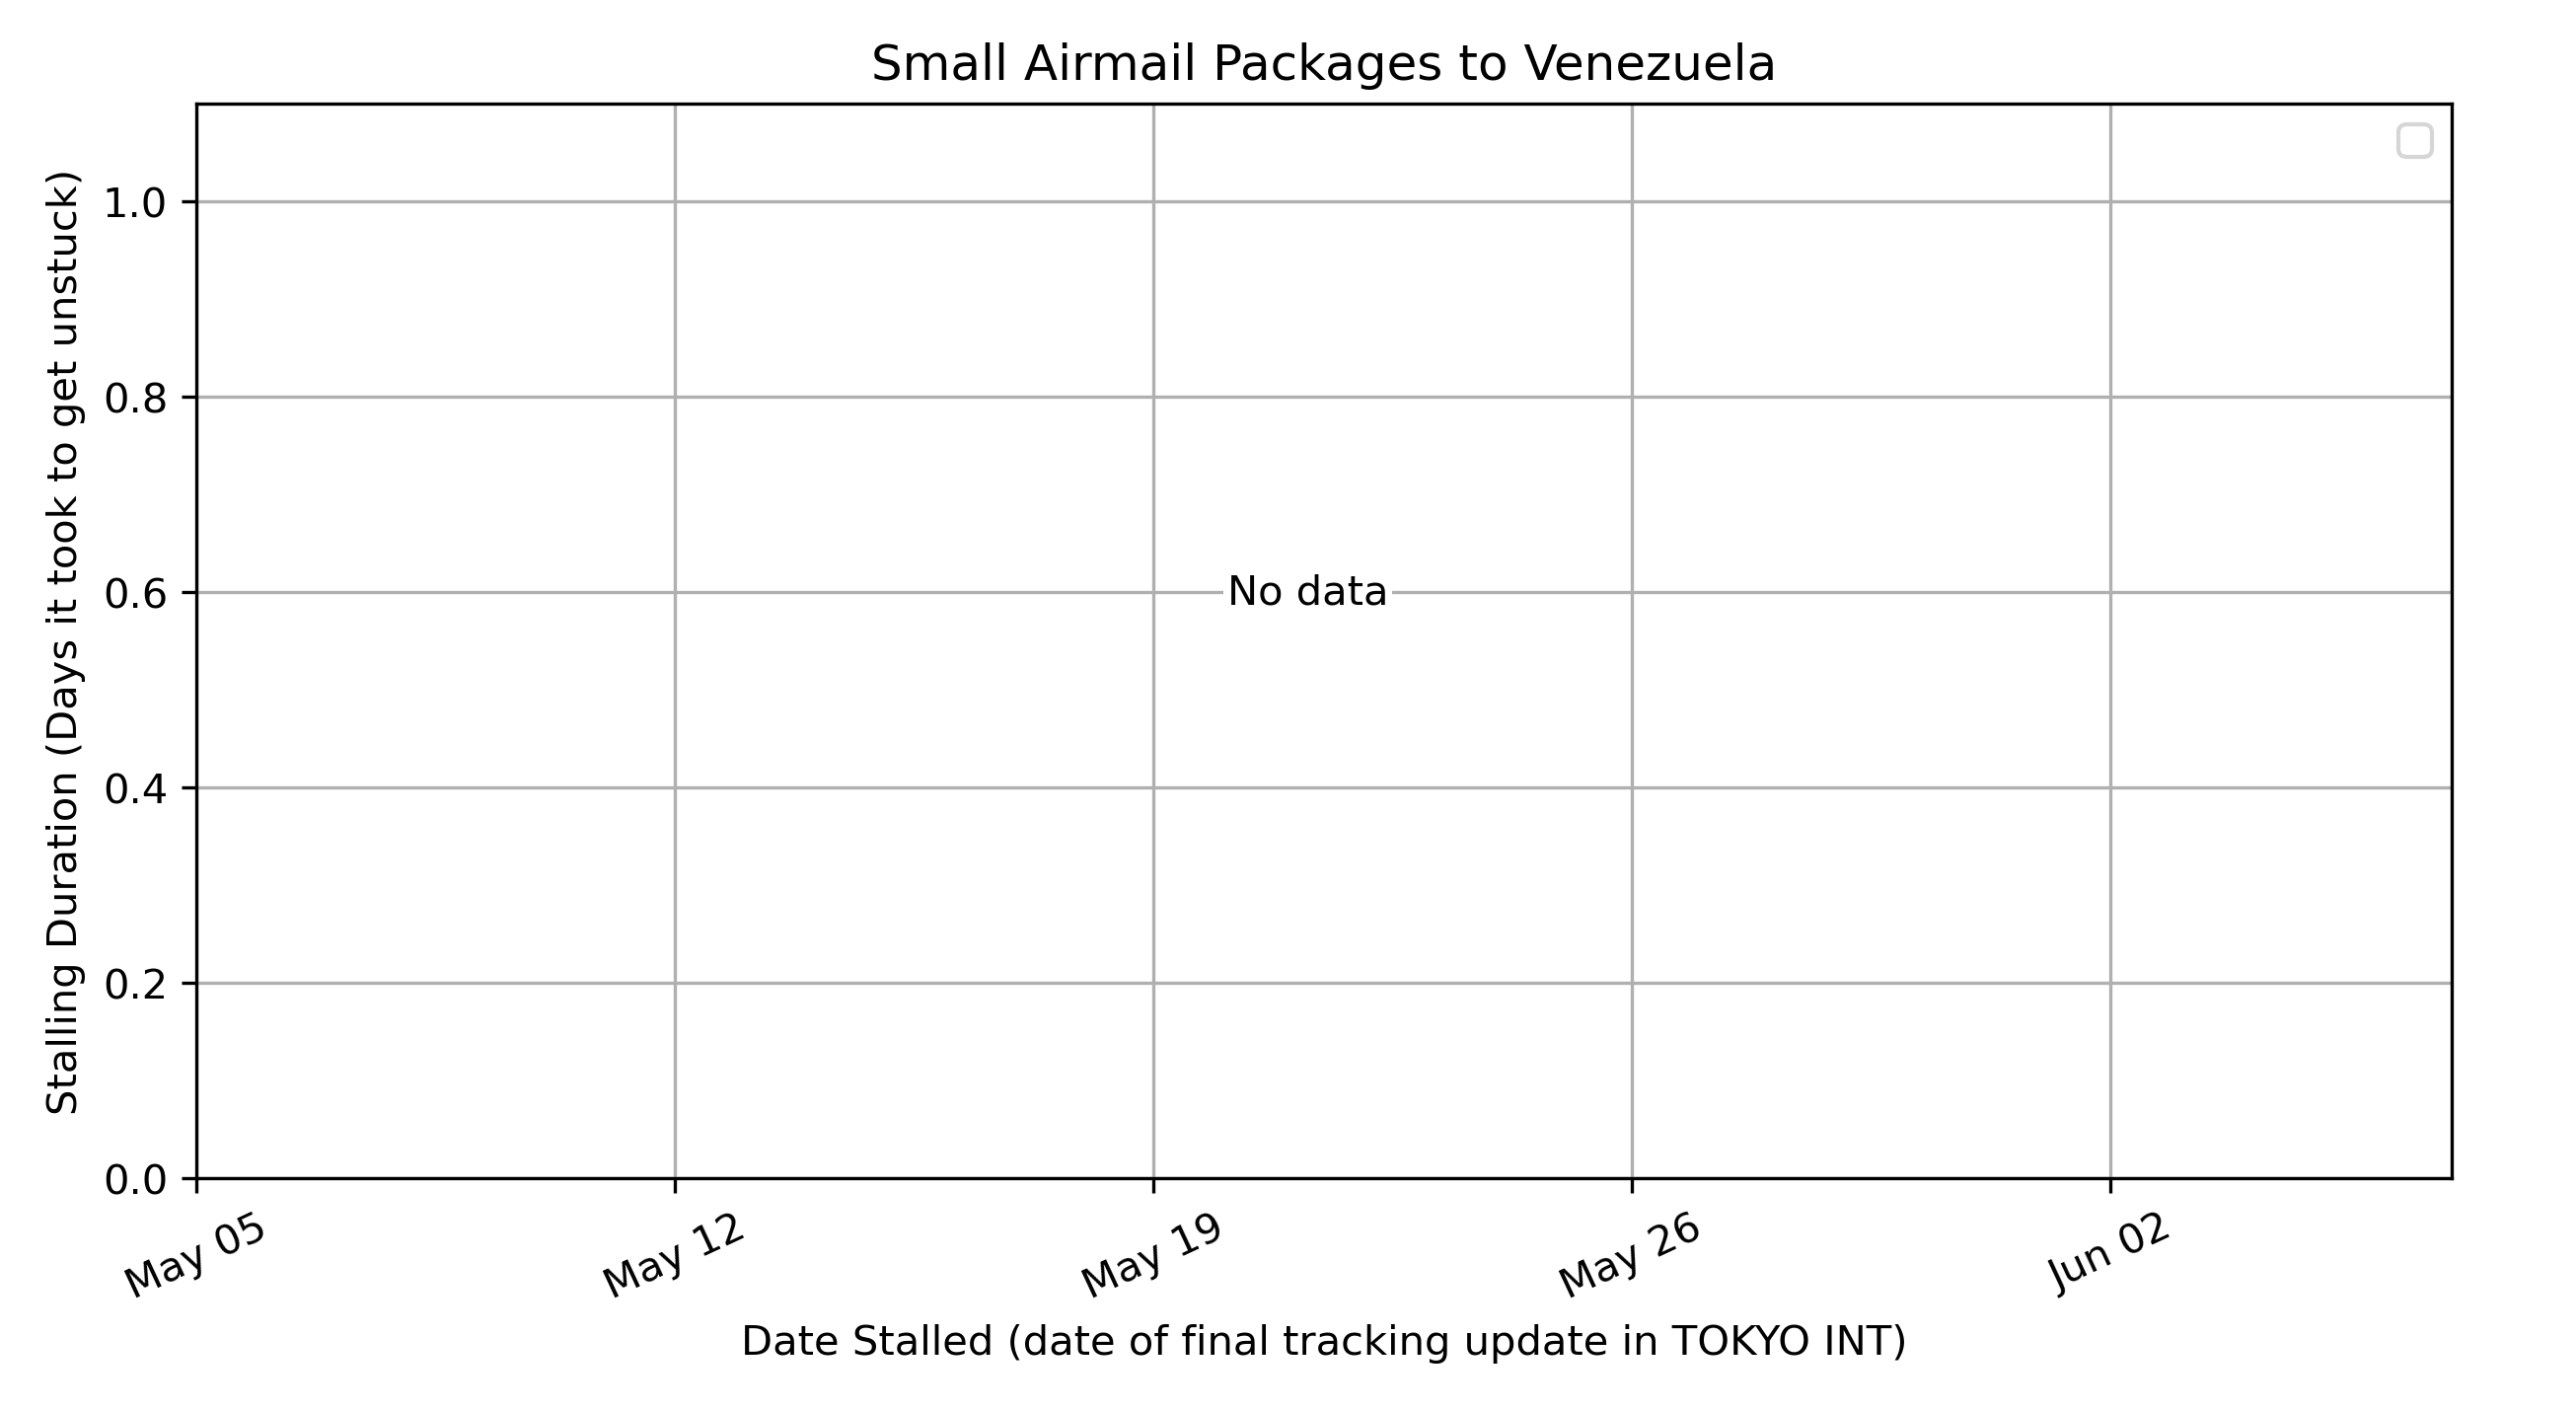 Small Airmail Packages to Venezuela
Stalling Duration (Days it took to get unstuck)
1.0
0.8
0.6
0.4
0.2
0.0
No data
May 05
May 12
May 19
May 26
Jun 02
Date Stalled (date of final tracking update in TOKYO INT)